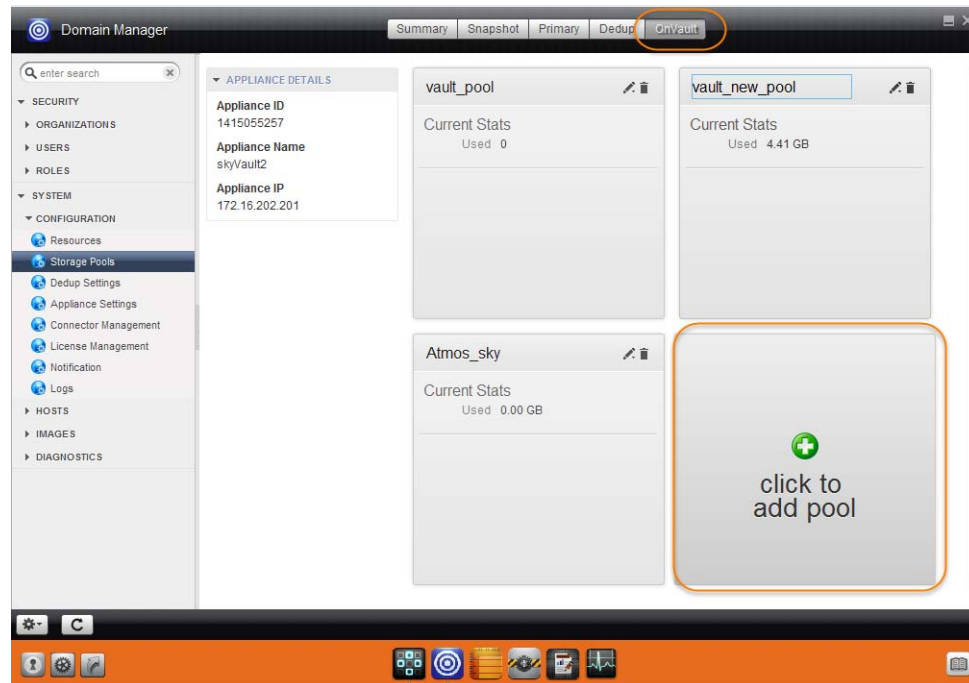 Domain Manager
Summary Snapshot Primary Dedup OnVault
enter search
SECURITY
ORGANIZATIONS
USERS
ROLES
SYSTEM
CONFIGURATION
Resources
Storage Pools
Dedup Settings
Appliance Settings
Connector Management
License Management
Notification
Logs
HOSTS
IMAGES
DIAGNOSTICS
APPLIANCE DETAILS
Appliance ID
1415055257
Appliance Name
skyVault2
Appliance IP
172.16.202.201
vault_pool
Current Stats
Used 0
vault_new_pool
Current Stats
Used 4.41 GB
Atmos_sky
Current Stats
Used 0.00 GB
click to
add pool